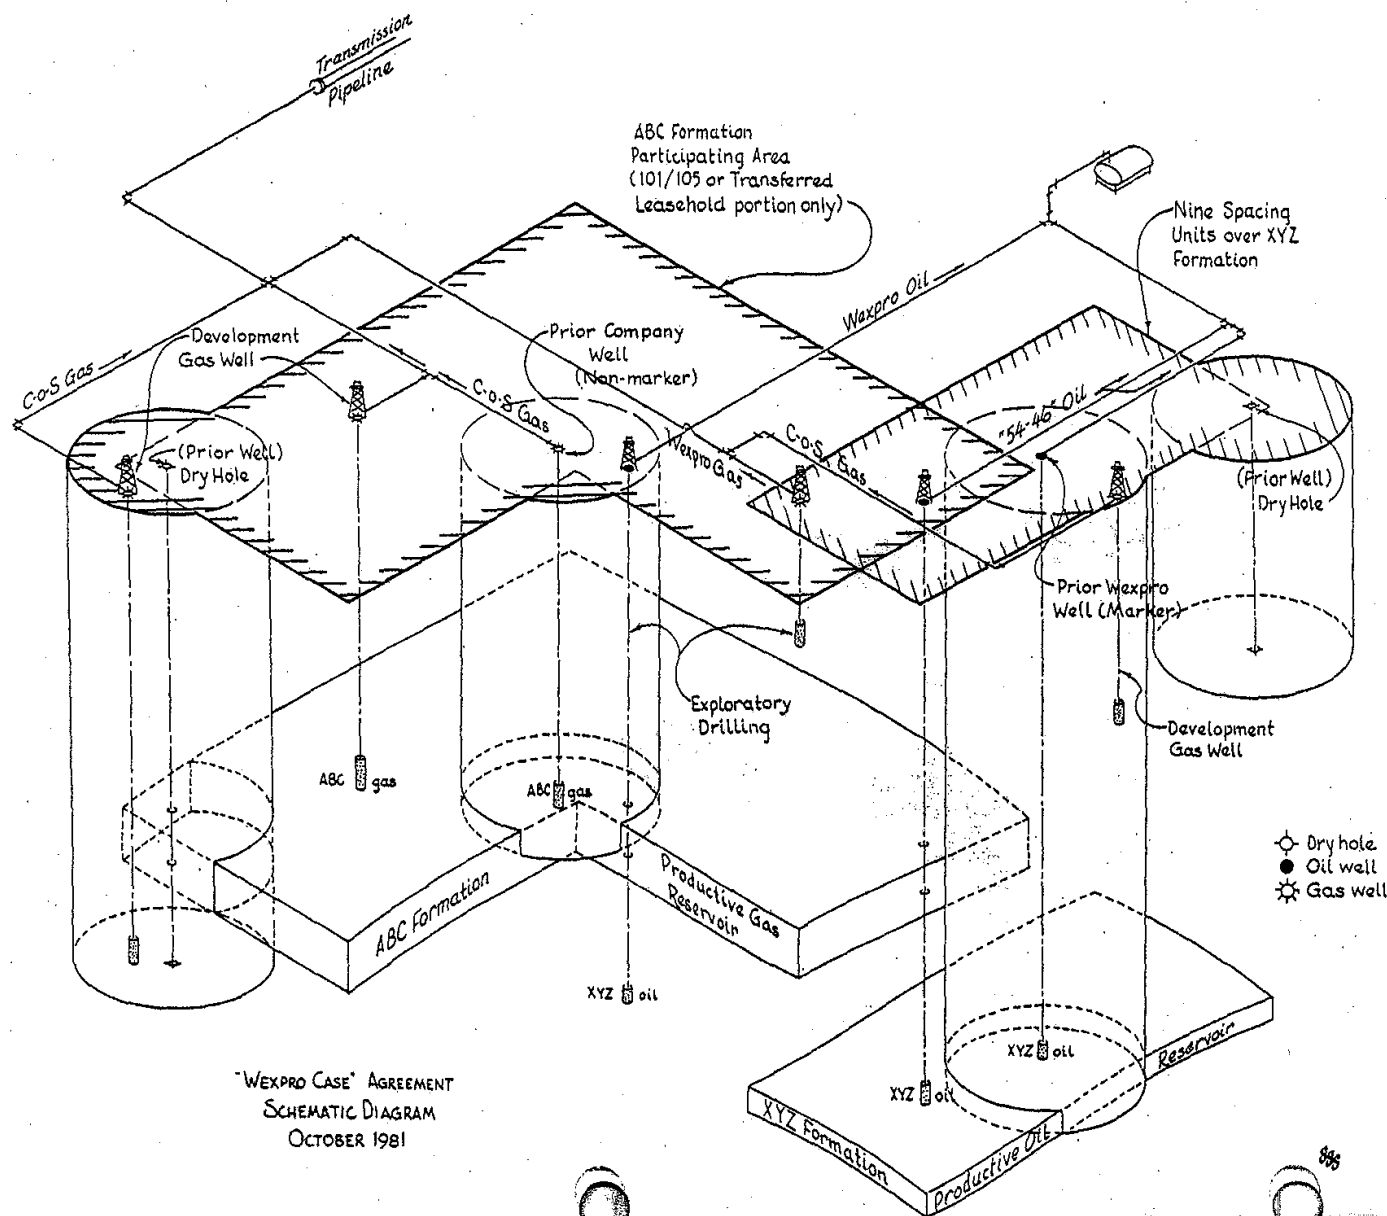 Transmission
Pipeline
ABC Formation
Participating Area
(101/105 or Transferred
Leasehold portion only)
Nine Spacing
Units over XYZ
Formation
Wexpro Oil
Development
Gas Well
Prior Company
Well
(Non-marker)
C-o-S Gas
C-o-S Gas
"54-46" Oil
(Prior Well)
Dry Hole
Wexpro Gas
C-o-S Gas
(Prior Well)
Dry Hole
Prior Wexpro
Well (Marker)
Exploratory
Drilling
Development
Gas Well
ABC gas
ABC gas
Dry hole
Oil well
Gas well
ABC Formation
Productive Gas
Reservoir
XYZ oil
XYZ oil
Reservoir
XYZ oil
XYZ Formation
Productive Oil
"WEXPRO CASE" AGREEMENT
SCHEMATIC DIAGRAM
OCTOBER 1981